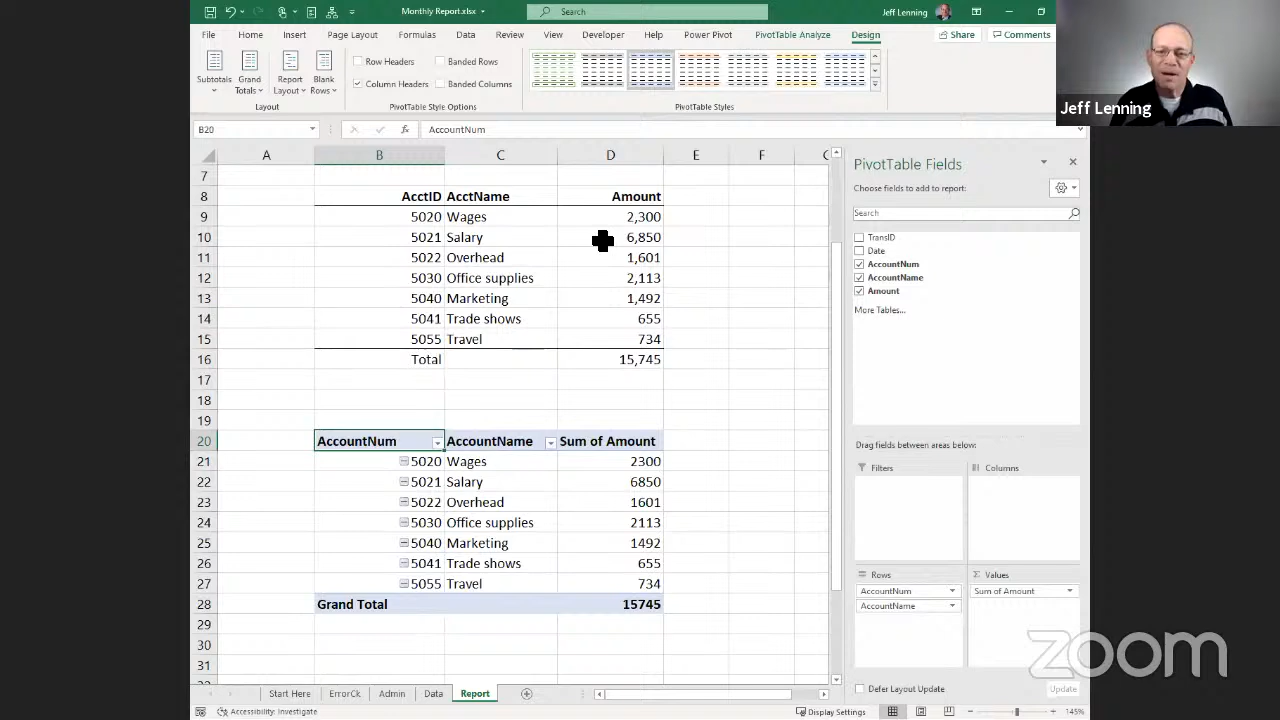 Monthly Report.xlsx
Search
Jeff Lenning
File Home Insert Page Layout Formulas Data Review View Developer Help Power Pivot PivotTable Analyze Design Share Comments
Subtotals
Grand Totals
Report Layout
Blank Rows
Layout
Row Headers Banded Rows
Column Headers Banded Columns
PivotTable Style Options
PivotTable Styles
Jeff Lenning
B20 fx AccountNum
A B C D E F
7
8 AcctID AcctName Amount
9 5020 Wages 2,300
10 5021 Salary 6,850
11 5022 Overhead 1,601
12 5030 Office supplies 2,113
13 5040 Marketing 1,492
14 5041 Trade shows 655
15 5055 Travel 734
16 Total 15,745
17
18
19
20 AccountNum AccountName Sum of Amount
21 5020 Wages 2300
22 5021 Salary 6850
23 5022 Overhead 1601
24 5030 Office supplies 2113
25 5040 Marketing 1492
26 5041 Trade shows 655
27 5055 Travel 734
28 Grand Total 15745
29
30
31
PivotTable Fields
Choose fields to add to report:
Search
TransID
Date
AccountNum
AccountName
Amount
More Tables...
Drag fields between areas below:
Filters Columns
Rows Σ Values
AccountNum Sum of Amount
AccountName
Defer Layout Update Update
zoom
Start Here ErrorCk Admin Data Report
Accessibility: Investigate Display Settings 145%